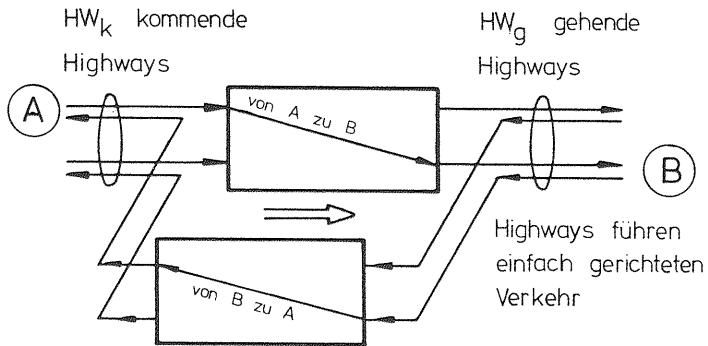 HWk kommende
Highways
HWg gehende
Highways
A
von A zu B
B
von B zu A
Highways führen
einfach gerichteten
Verkehr